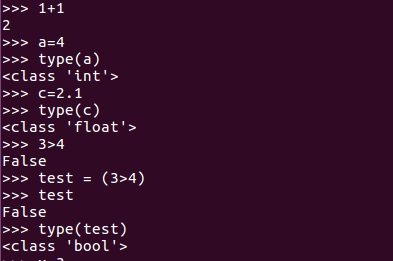 >>> 1+1
2
>>> a=4
>>> type(a)
<class 'int'>
>>> c=2.1
>>> type(c)
<class 'float'>
>>> 3>4
False
>>> test = (3>4)
>>> test
False
>>> type(test)
<class 'bool'>